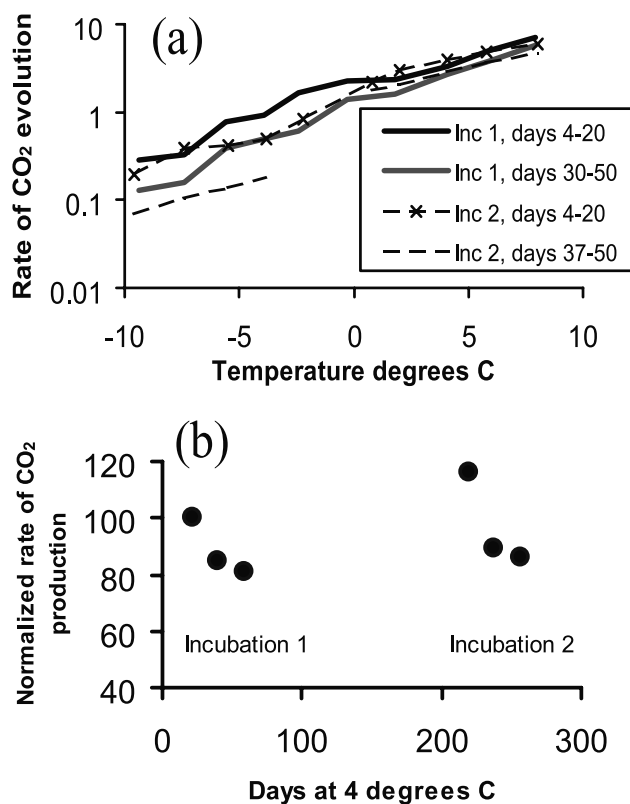 (a)
Rate of CO₂ evolution
10
1
0.1
0.01
Inc 1, days 4-20
Inc 1, days 30-50
Inc 2, days 4-20
Inc 2, days 37-50
-10 -5 0 5 10
Temperature degrees C
(b)
Normalized rate of CO₂
production
120
100
80
60
40
Incubation 1 Incubation 2
0 100 200 300
Days at 4 degrees C